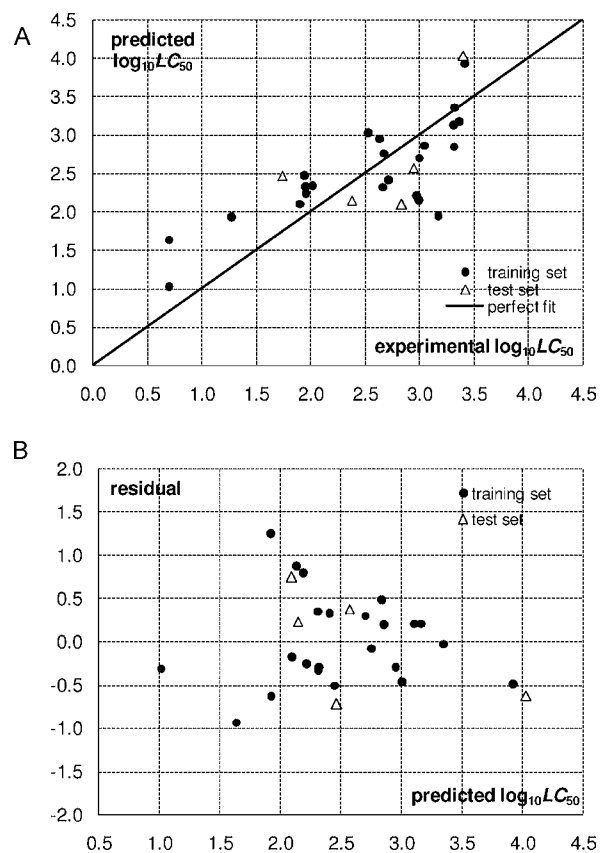 A
predicted
log₁₀LC₅₀
4.5
4.0
3.5
3.0
2.5
2.0
1.5
1.0
0.5
0.0
training set
test set
perfect fit
experimental log₁₀LC₅₀
0.0 0.5 1.0 1.5 2.0 2.5 3.0 3.5 4.0 4.5
B
residual
2.0
1.5
1.0
0.5
0.0
-0.5
-1.0
-1.5
-2.0
training set
test set
predicted log₁₀LC₅₀
0.5 1.0 1.5 2.0 2.5 3.0 3.5 4.0 4.5